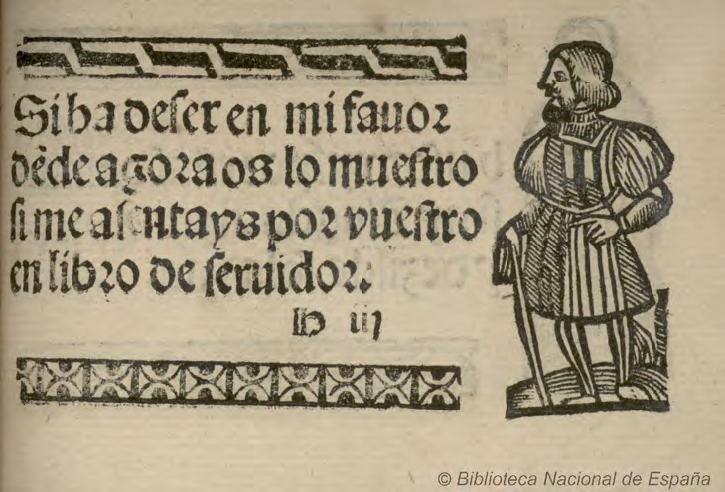 Si ha de ser en mi fauor
dẽde agora os lo muestro
si me asentays por vuestro
en libro de seruidor.
h iij
© Biblioteca Nacional de España